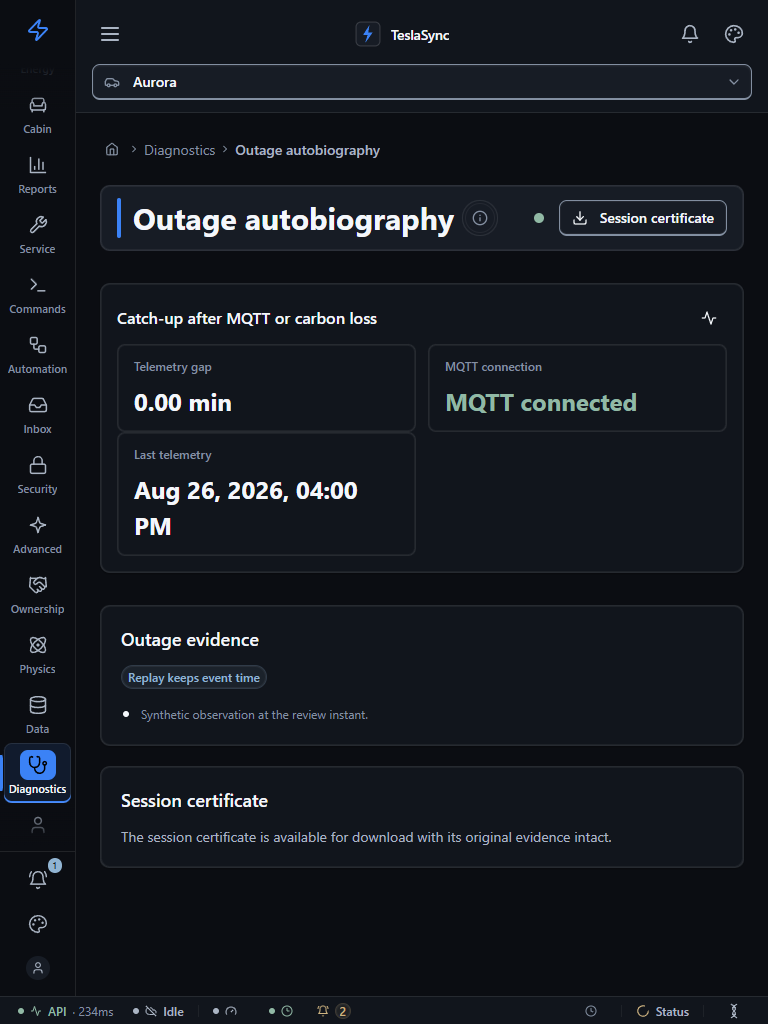 TeslaSync
Aurora
Energy
Cabin
Reports
Service
Commands
Automation
Inbox
Security
Advanced
Ownership
Physics
Data
Diagnostics
1
Diagnostics
Outage autobiography
Outage autobiography
Session certificate
Catch-up after MQTT or carbon loss
Telemetry gap
0.00 min
MQTT connection
MQTT connected
Last telemetry
Aug 26, 2026, 04:00
PM
Outage evidence
Replay keeps event time
Synthetic observation at the review instant.
Session certificate
The session certificate is available for download with its original evidence intact.
API · 234ms
Idle
2
Status